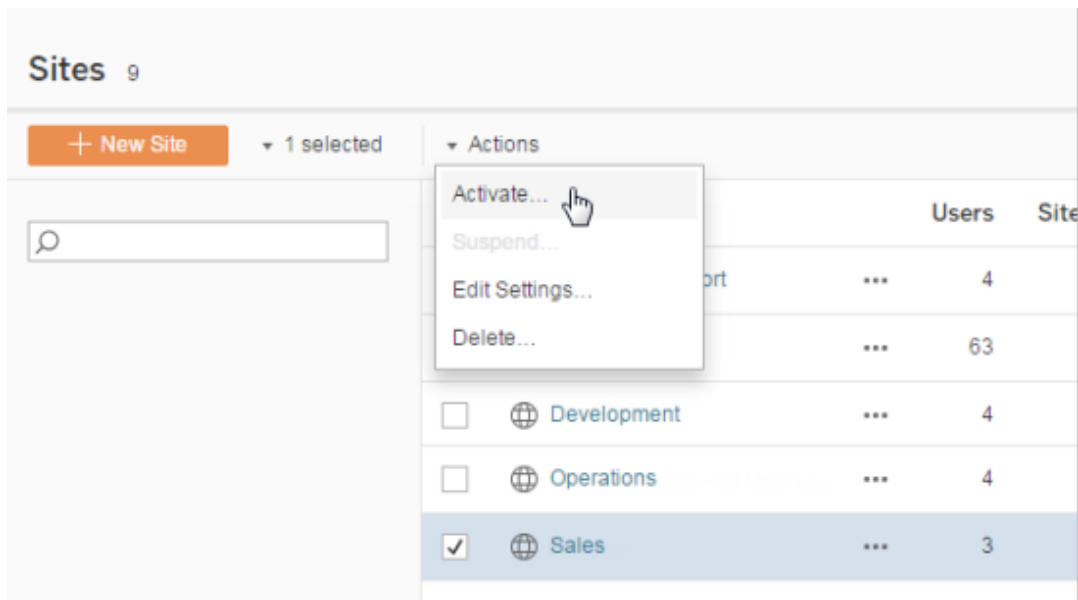 Sites 9
+ New Site
1 selected
Actions
Activate...
Users Site
Suspend...
ort 4
Edit Settings...
Delete...
63
Development 4
Operations 4
Sales 3